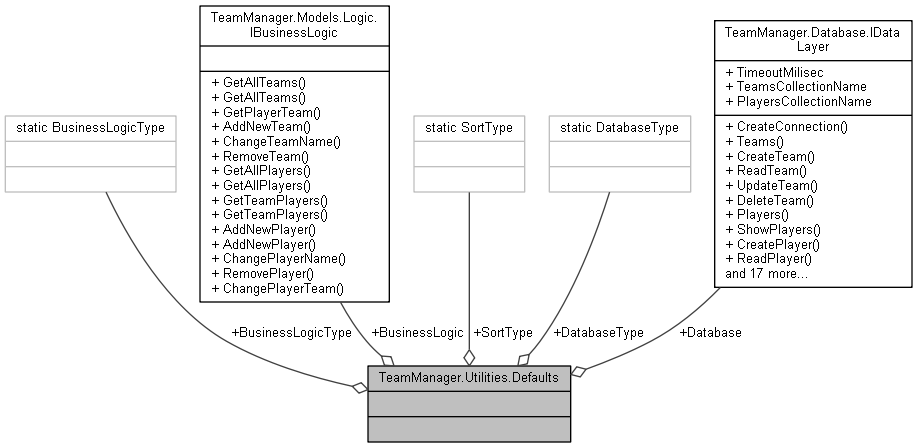 TeamManager.Models.Logic.
IBusinessLogic
+ GetAllTeams()
+ GetAllTeams()
+ GetPlayerTeam()
+ AddNewTeam()
+ ChangeTeamName()
+ RemoveTeam()
+ GetAllPlayers()
+ GetAllPlayers()
+ GetTeamPlayers()
+ GetTeamPlayers()
+ AddNewPlayer()
+ AddNewPlayer()
+ ChangePlayerName()
+ RemovePlayer()
+ ChangePlayerTeam()
TeamManager.Database.IData
Layer
+ TimeoutMilisec
+ TeamsCollectionName
+ PlayersCollectionName
+ CreateConnection()
+ Teams()
+ CreateTeam()
+ ReadTeam()
+ UpdateTeam()
+ DeleteTeam()
+ Players()
+ ShowPlayers()
+ CreatePlayer()
+ ReadPlayer()
and 17 more...
static BusinessLogicType
static SortType
static DatabaseType
+BusinessLogicType
+BusinessLogic
+SortType
+DatabaseType
+Database
TeamManager.Utilities.Defaults